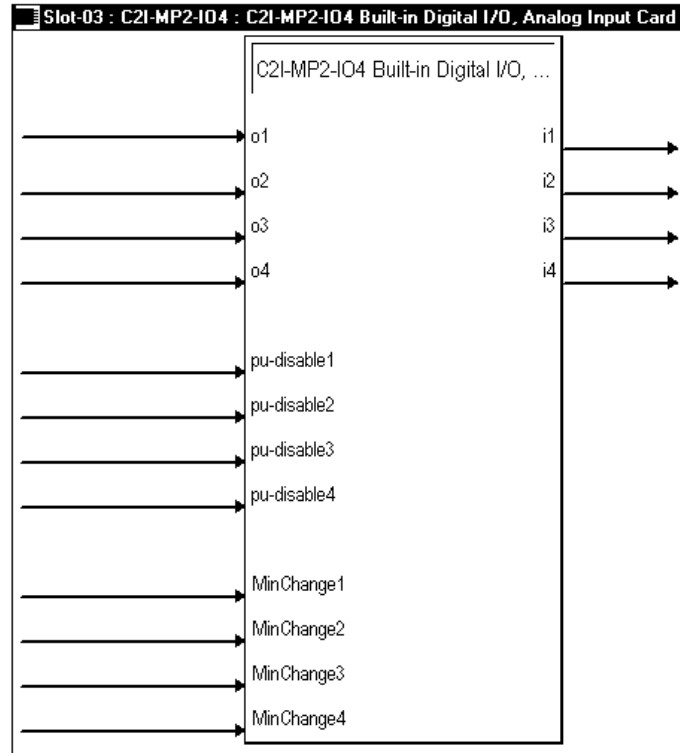 Slot-03 : C2I-MP2-IO4 : C2I-MP2-IO4 Built-in Digital I/O, Analog Input Card
C2I-MP2-IO4 Built-in Digital I/O, ...
o1 i1
o2 i2
o3 i3
o4 i4
pu-disable1
pu-disable2
pu-disable3
pu-disable4
MinChange1
MinChange2
MinChange3
MinChange4